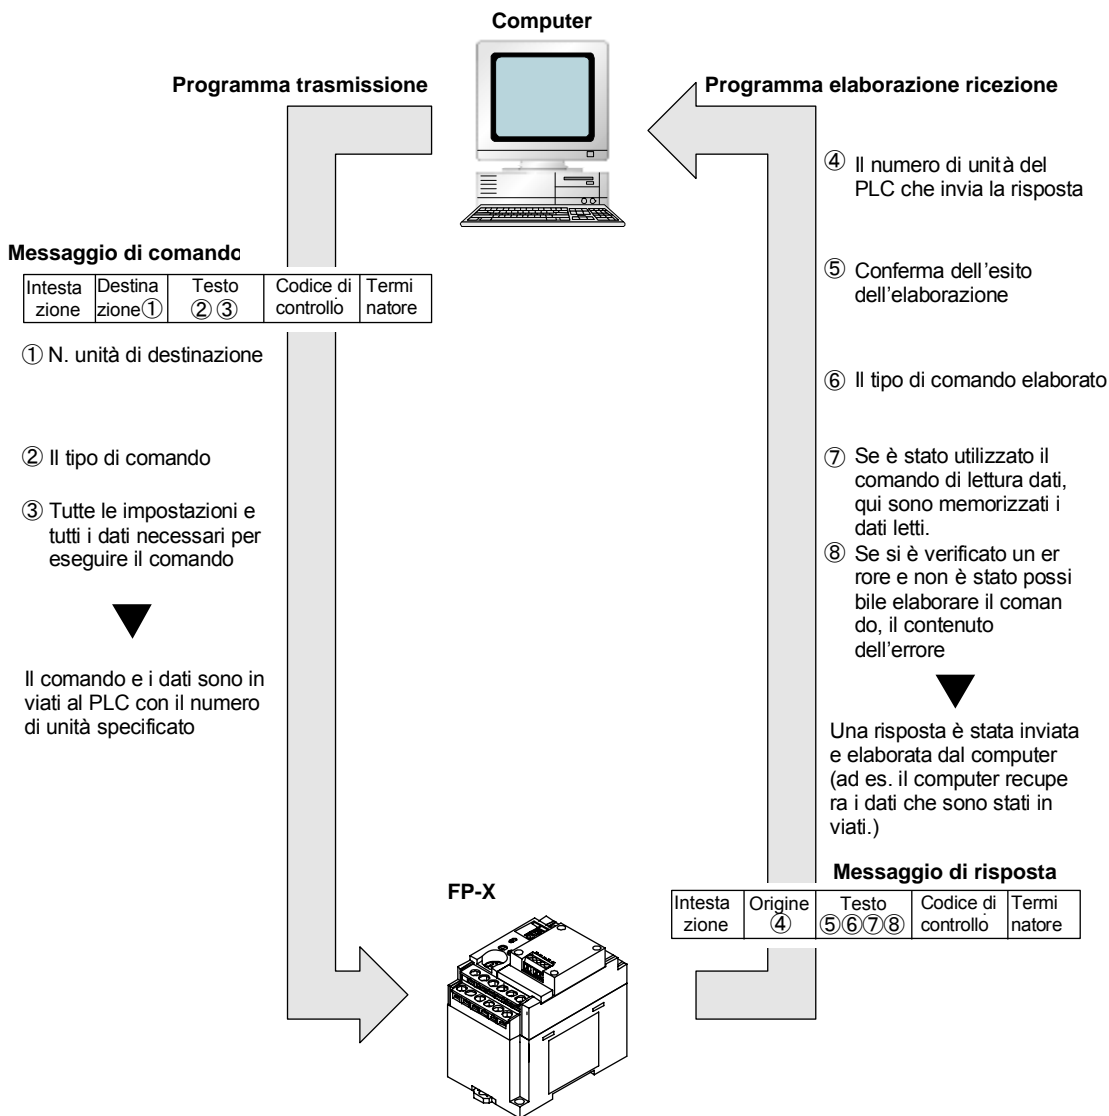 Computer
Programma trasmissione
Programma elaborazione ricezione
④ Il numero di unità del
PLC che invia la risposta
Messaggio di comando
Intesta
zione
Destina
zione①
Testo
②③
Codice di
controllo
Termi
natore
① N. unità di destinazione
② Il tipo di comando
③ Tutte le impostazioni e
tutti i dati necessari per
eseguire il comando
Il comando e i dati sono in
viati al PLC con il numero
di unità specificato
⑤ Conferma dell'esito
dell'elaborazione
⑥ Il tipo di comando elaborato
⑦ Se è stato utilizzato il
comando di lettura dati,
qui sono memorizzati i
dati letti.
⑧ Se si è verificato un er
rore e non è stato possi
bile elaborare il coman
do, il contenuto
dell'errore
Una risposta è stata inviata
e elaborata dal computer
(ad es. il computer recupe
ra i dati che sono stati in
viati.)
Messaggio di risposta
FP-X
Intesta
zione
Origine
④
Testo
⑤⑥⑦⑧
Codice di
controllo
Termi
natore